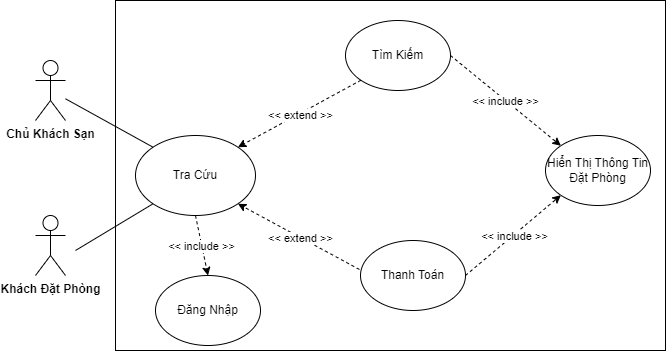 Tìm Kiếm
<< extend >>
<< include >>
Chủ Khách Sạn
Tra Cứu
Hiển Thị Thông Tin
Đặt Phòng
<< include >>
<< extend >>
<< include >>
Khách Đặt Phòng
Thanh Toán
Đăng Nhập